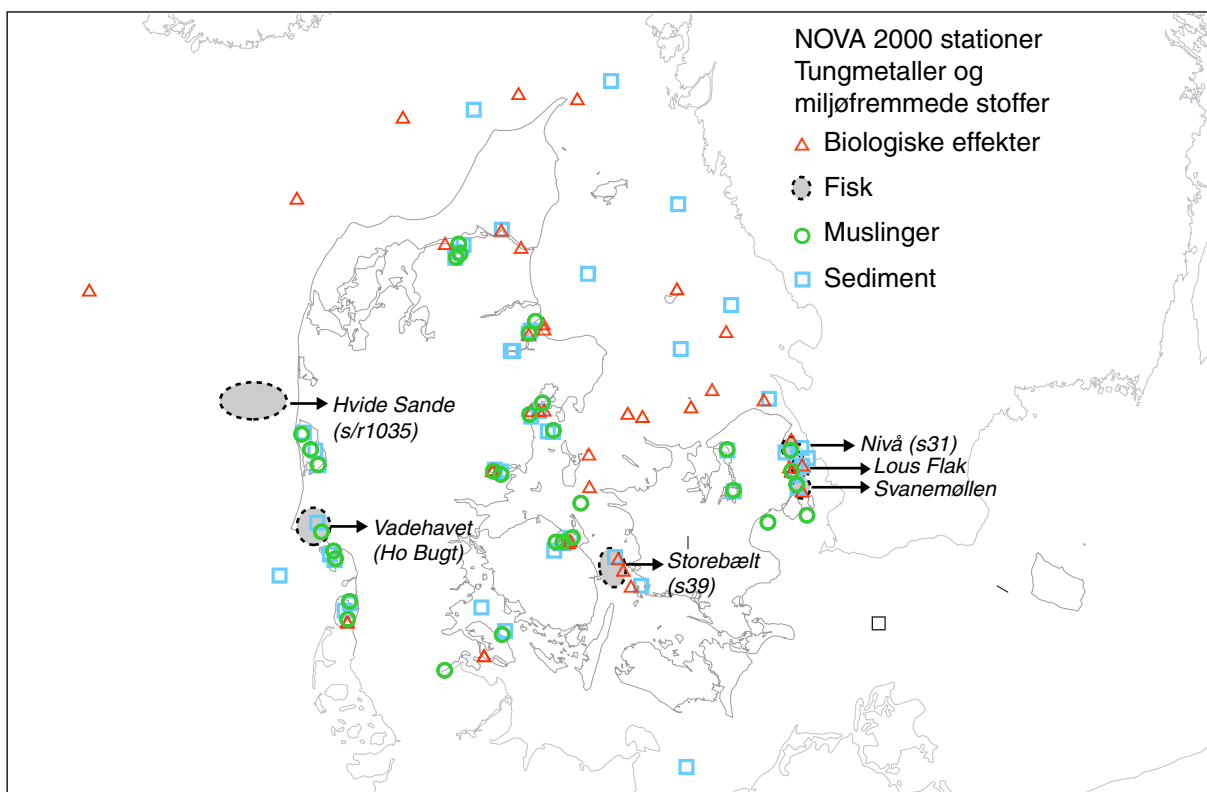 NOVA 2000 stationer
Tungmetaller og
miljøfremmede stoffer
Biologiske effekter
Fisk
Muslinger
Sediment
Hvide Sande
(s/r1035)
Nivå (s31)
Lous Flak
Svanemøllen
Vadehavet
(Ho Bugt)
Storebælt
(s39)